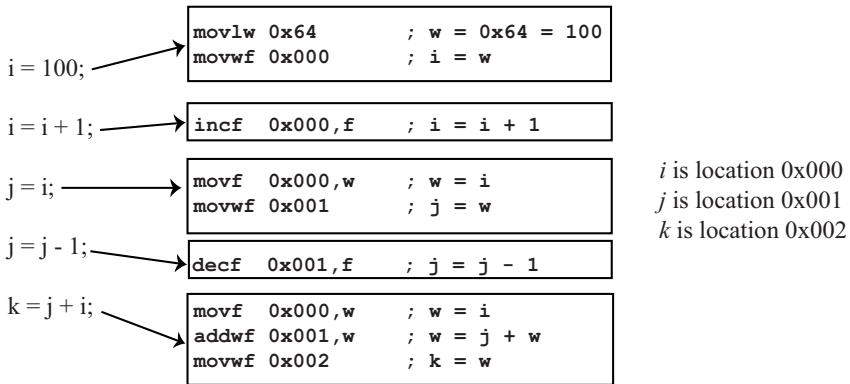 i = 100;
movlw 0x64 ; w = 0x64 = 100
movwf 0x000 ; i = w
i = i + 1;
incf 0x000,f ; i = i + 1
j = i;
movf 0x000,w ; w = i
movwf 0x001 ; j = w
j = j - 1;
decf 0x001,f ; j = j - 1
k = j + i;
movf 0x000,w ; w = i
addwf 0x001,w ; w = j + w
movwf 0x002 ; k = w
i is location 0x000
j is location 0x001
k is location 0x002